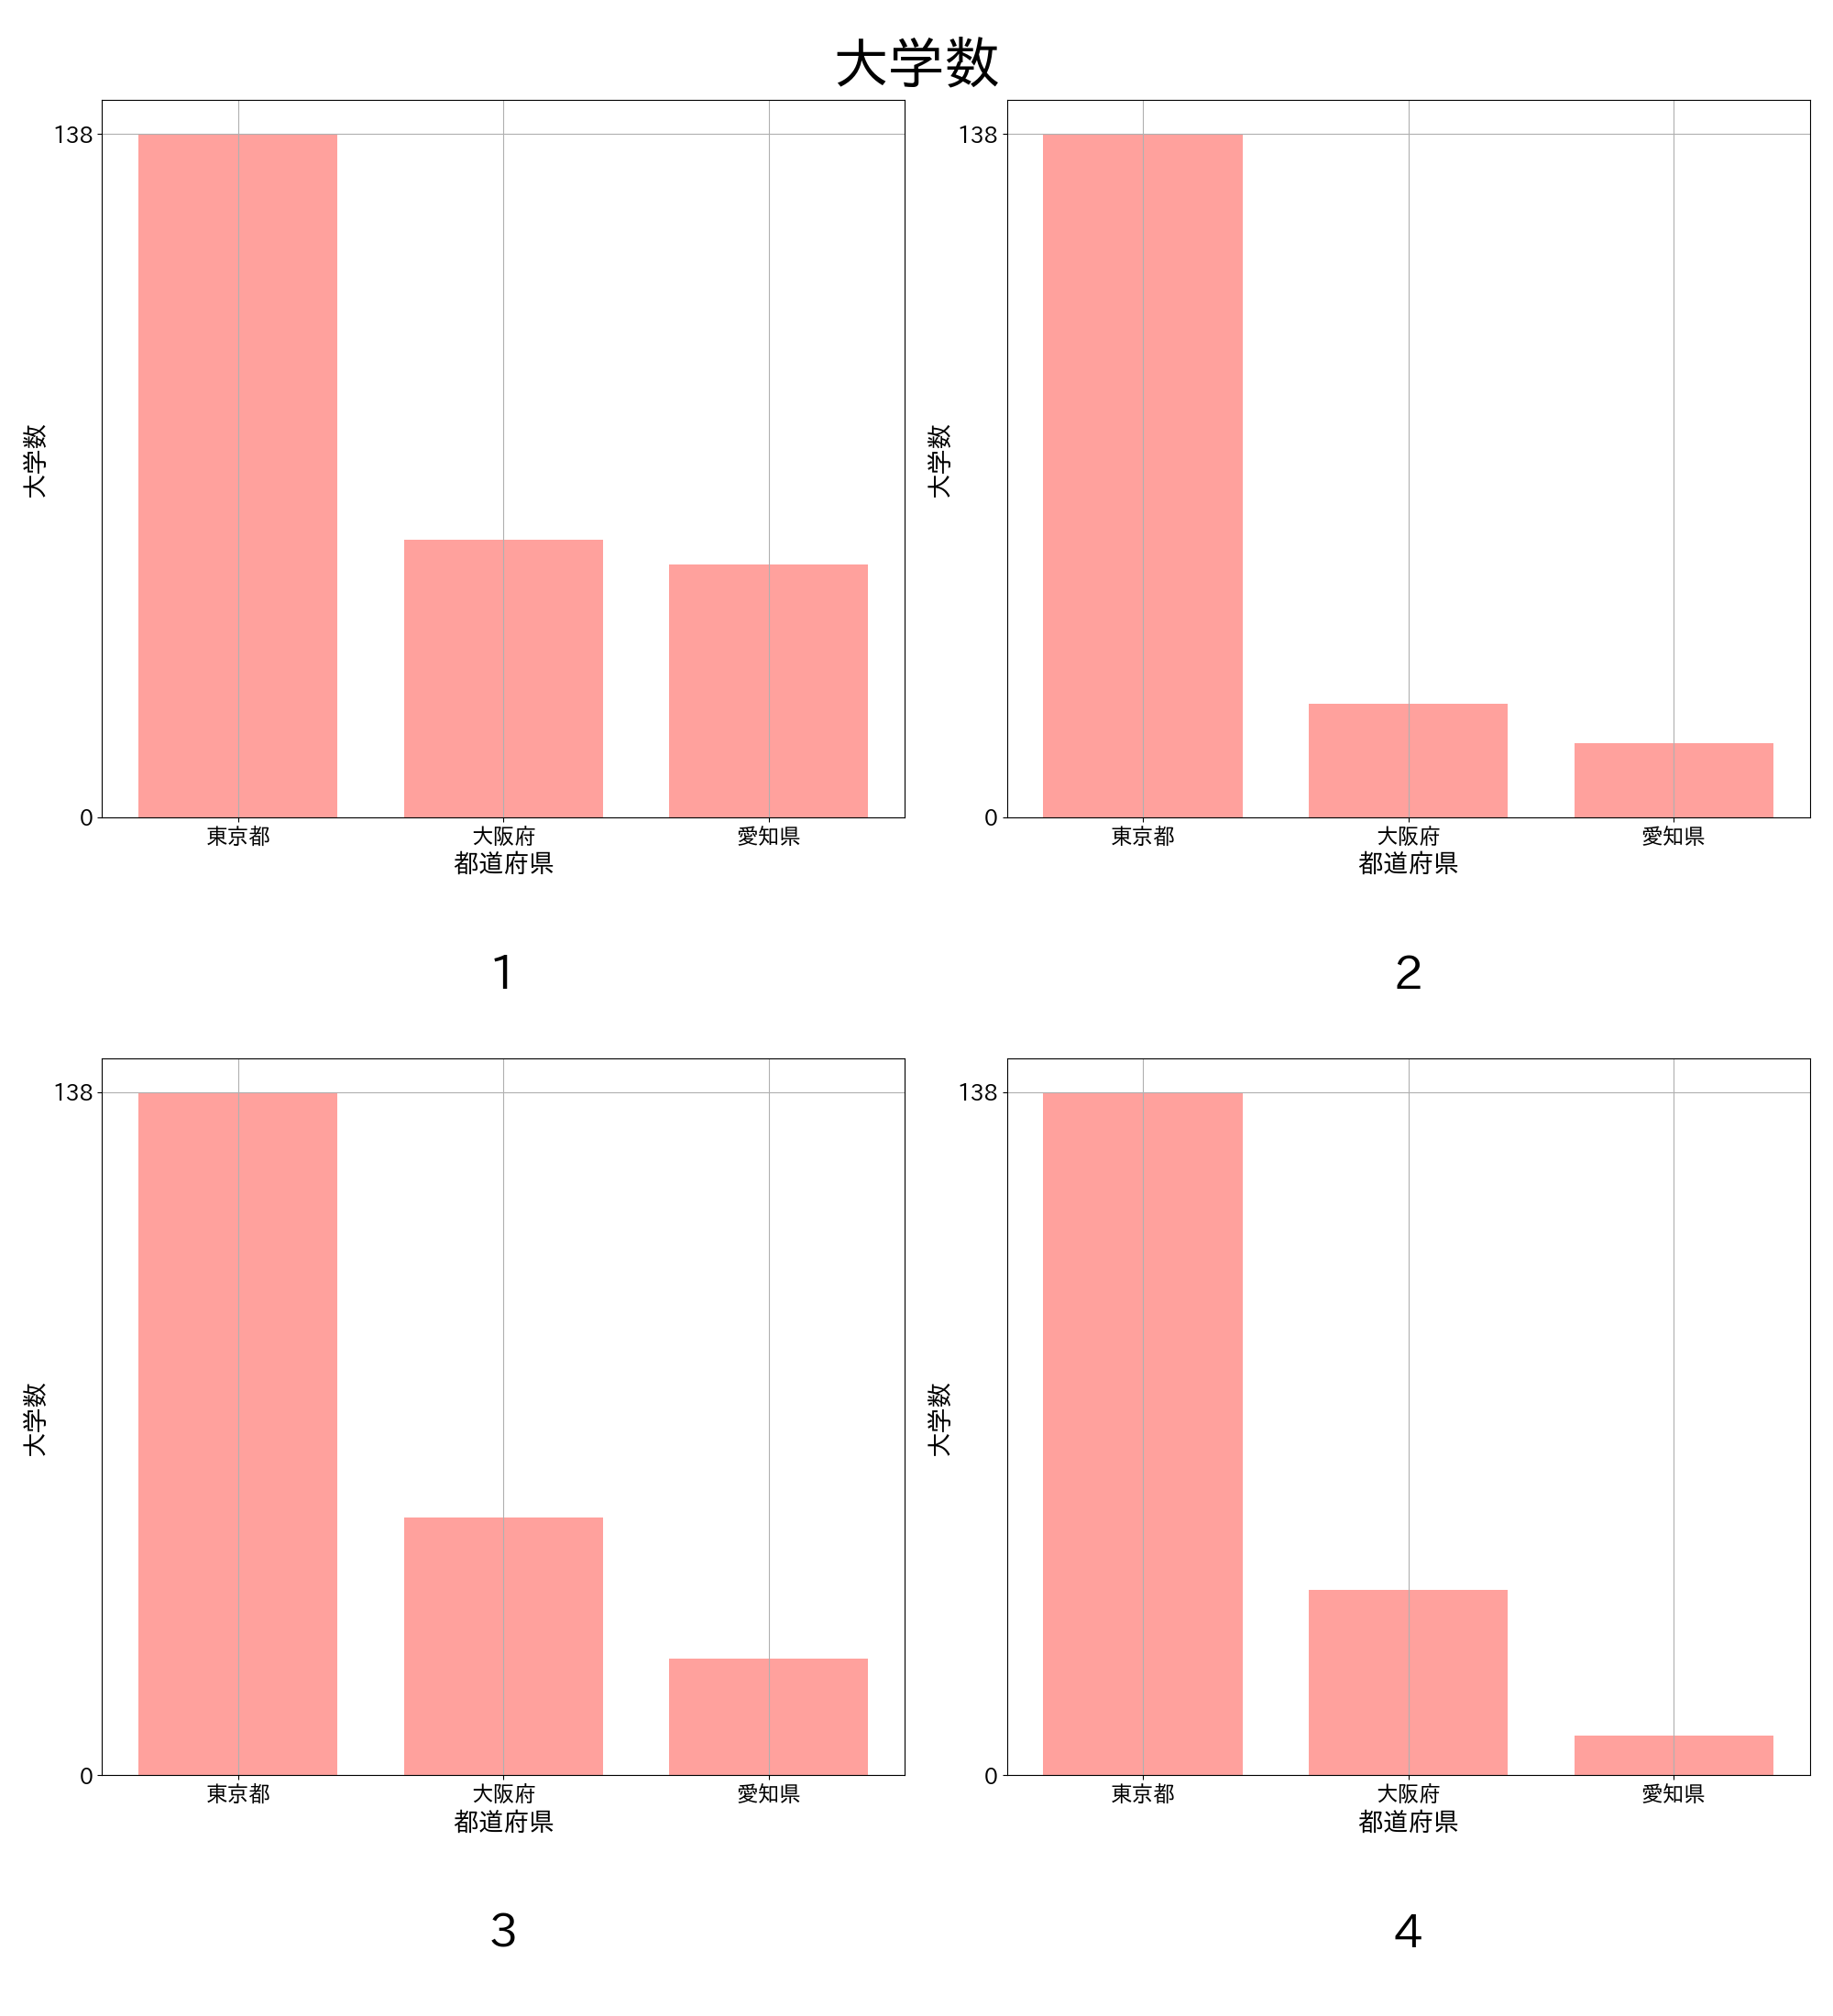 大学数
138
0
大学数
東京都 大阪府 愛知県
都道府県
1
138
0
大学数
東京都 大阪府 愛知県
都道府県
2
138
0
大学数
東京都 大阪府 愛知県
都道府県
3
138
0
大学数
東京都 大阪府 愛知県
都道府県
4